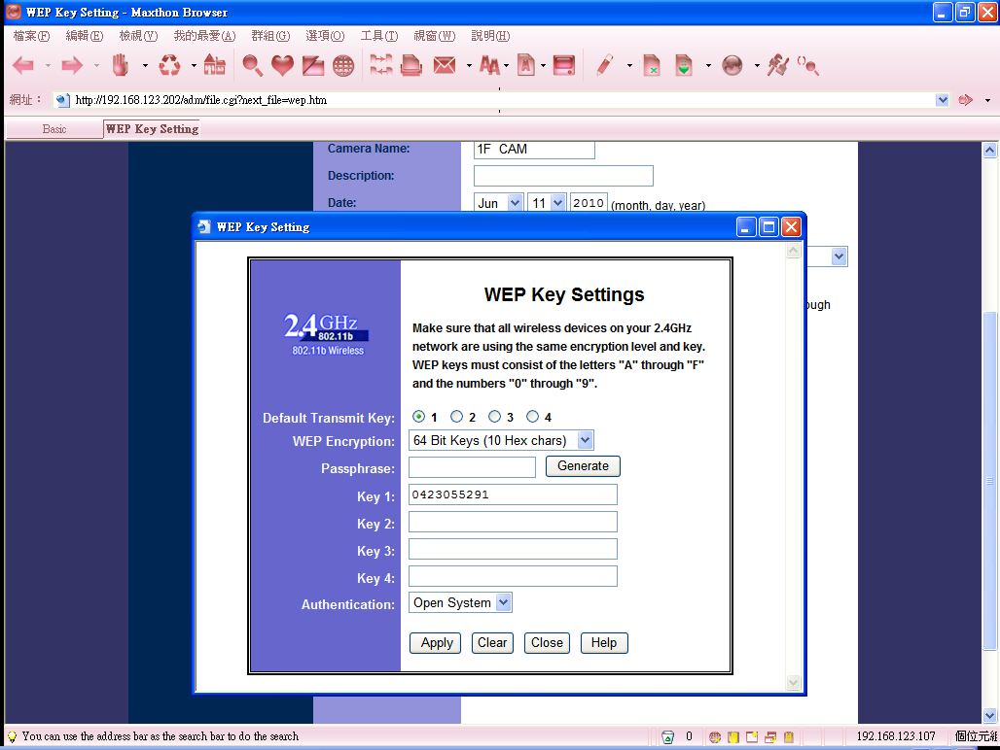 WEP Key Setting - Maxthon Browser
檔案(F) 編輯(E) 檢視(V) 我的最愛(A) 群組(G) 選項(O) 工具(T) 視窗(W) 說明(H)
網址： http://192.168.123.202/adm/file.cgi?next_file=wep.htm
Basic WEP Key Setting
Camera Name: 1F CAM
Description:
Date: Jun 11 2010 (month, day, year)
WEP Key Setting
ough
WEP Key Settings
2.4GHz
802.11b
802.11b Wireless
Make sure that all wireless devices on your 2.4GHz
network are using the same encryption level and key.
WEP keys must consist of the letters "A" through "F"
and the numbers "0" through "9".
Default Transmit Key: 1 2 3 4
WEP Encryption: 64 Bit Keys (10 Hex chars)
Passphrase: Generate
Key 1: 0423055291
Key 2:
Key 3:
Key 4:
Authentication: Open System
Apply Clear Close Help
You can use the address bar as the search bar to do the search 0 192.168.123.107 個位元組